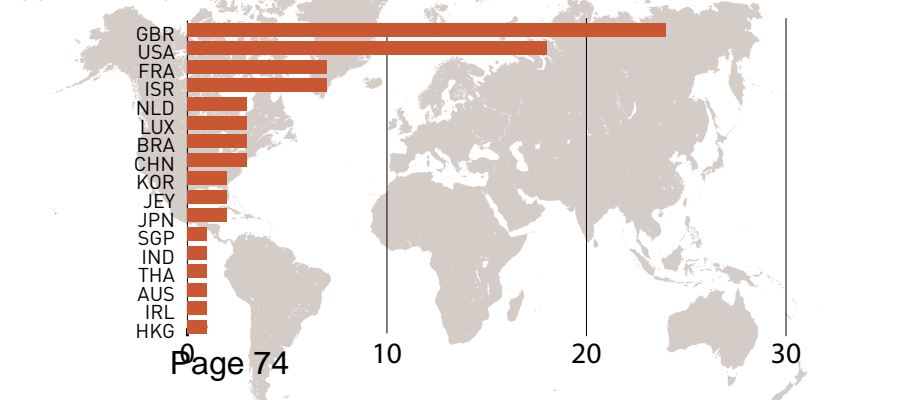 GBR
USA
FRA
ISR
NLD
LUX
BRA
CHN
KOR
JEY
JPN
SGP
IND
THA
AUS
IRL
HKG
0 10 20 30
Page 74